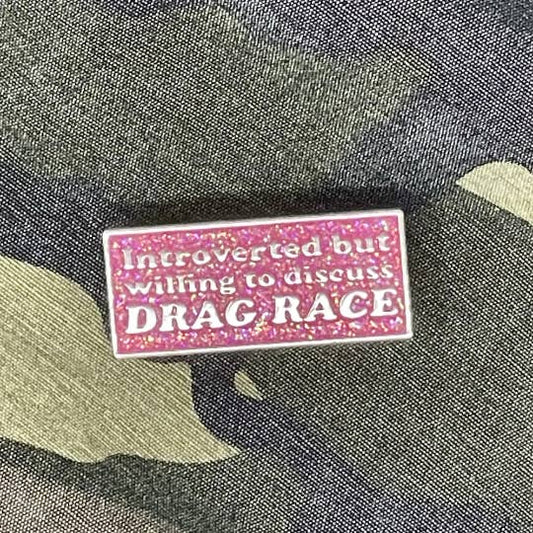 Introverted but
willing to discuss
DRAG RACE